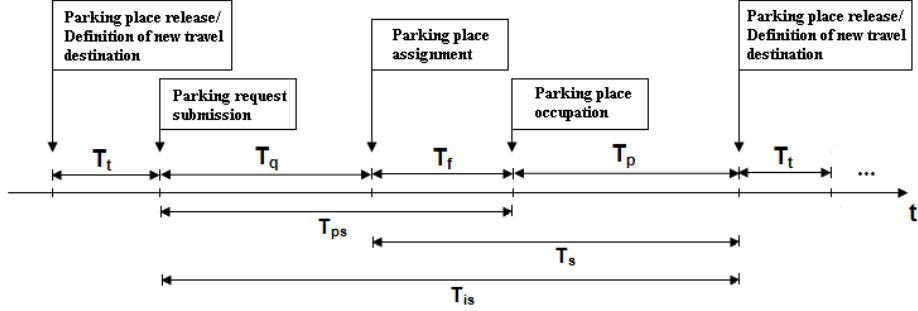 Parking place release/
Definition of new travel
destination
Parking request
submission
Parking place
assignment
Parking place
occupation
Parking place release/
Definition of new travel
destination
Tt
Tq
Tf
Tp
Tt
...
t
Tps
Ts
Tis